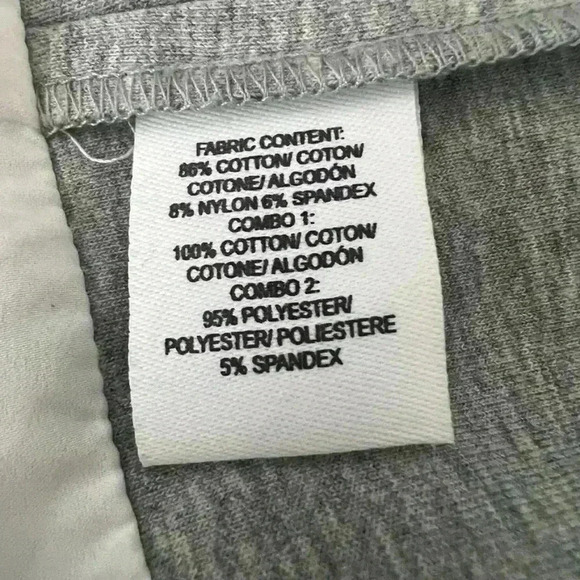 FABRIC CONTENT:
86% COTTON/ COTON/
COTONE/ ALGODÓN
8% NYLON 6% SPANDEX
COMBO 1:
100% COTTON/ COTON/
COTONE/ ALGODÓN
COMBO 2:
95% POLYESTER/
POLYESTER/ POLIESTERE
5% SPANDEX